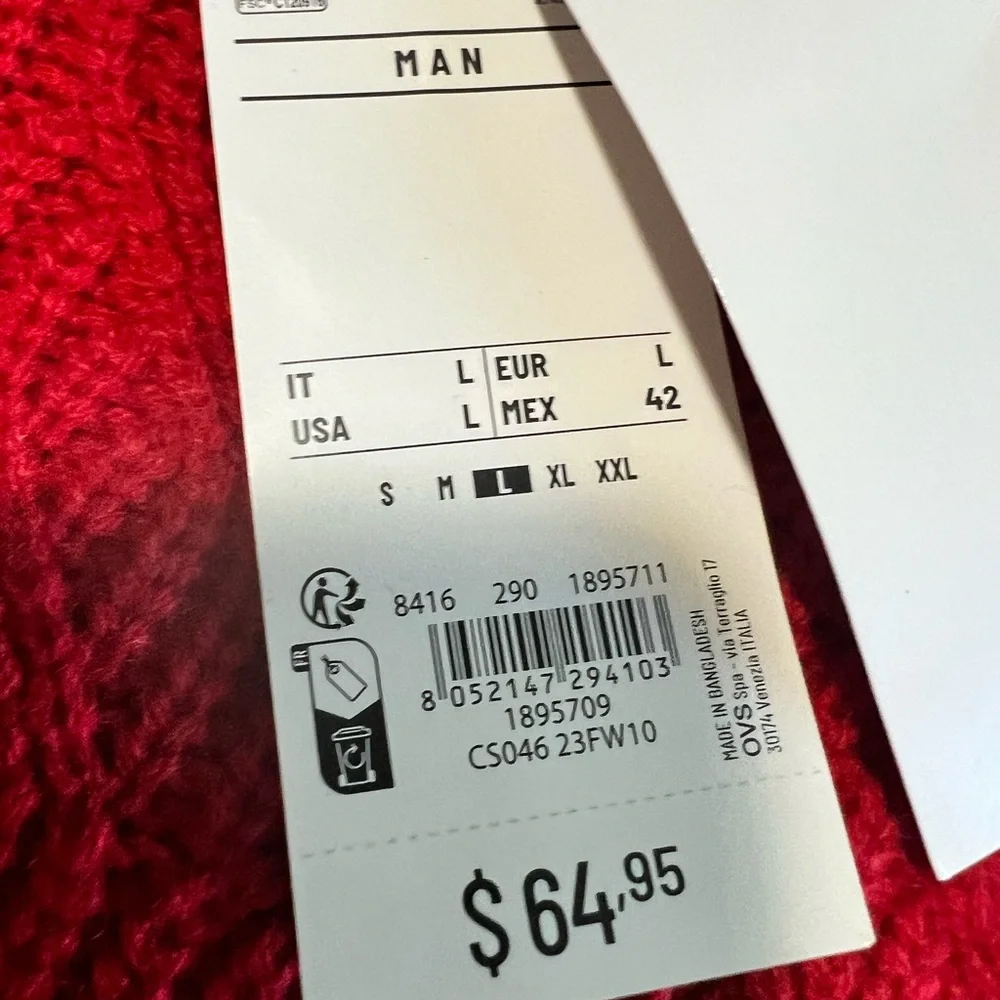 MAN
IT L EUR L
USA L MEX 42
S M L XL XXL
8416 290 1895711
FR
8 052147 294103
1895709
CS046 23FW10
MADE IN BANGLADESH
OVS Spa - via Terraglio 17
30174 Venezia ITALIA
$ 64,95